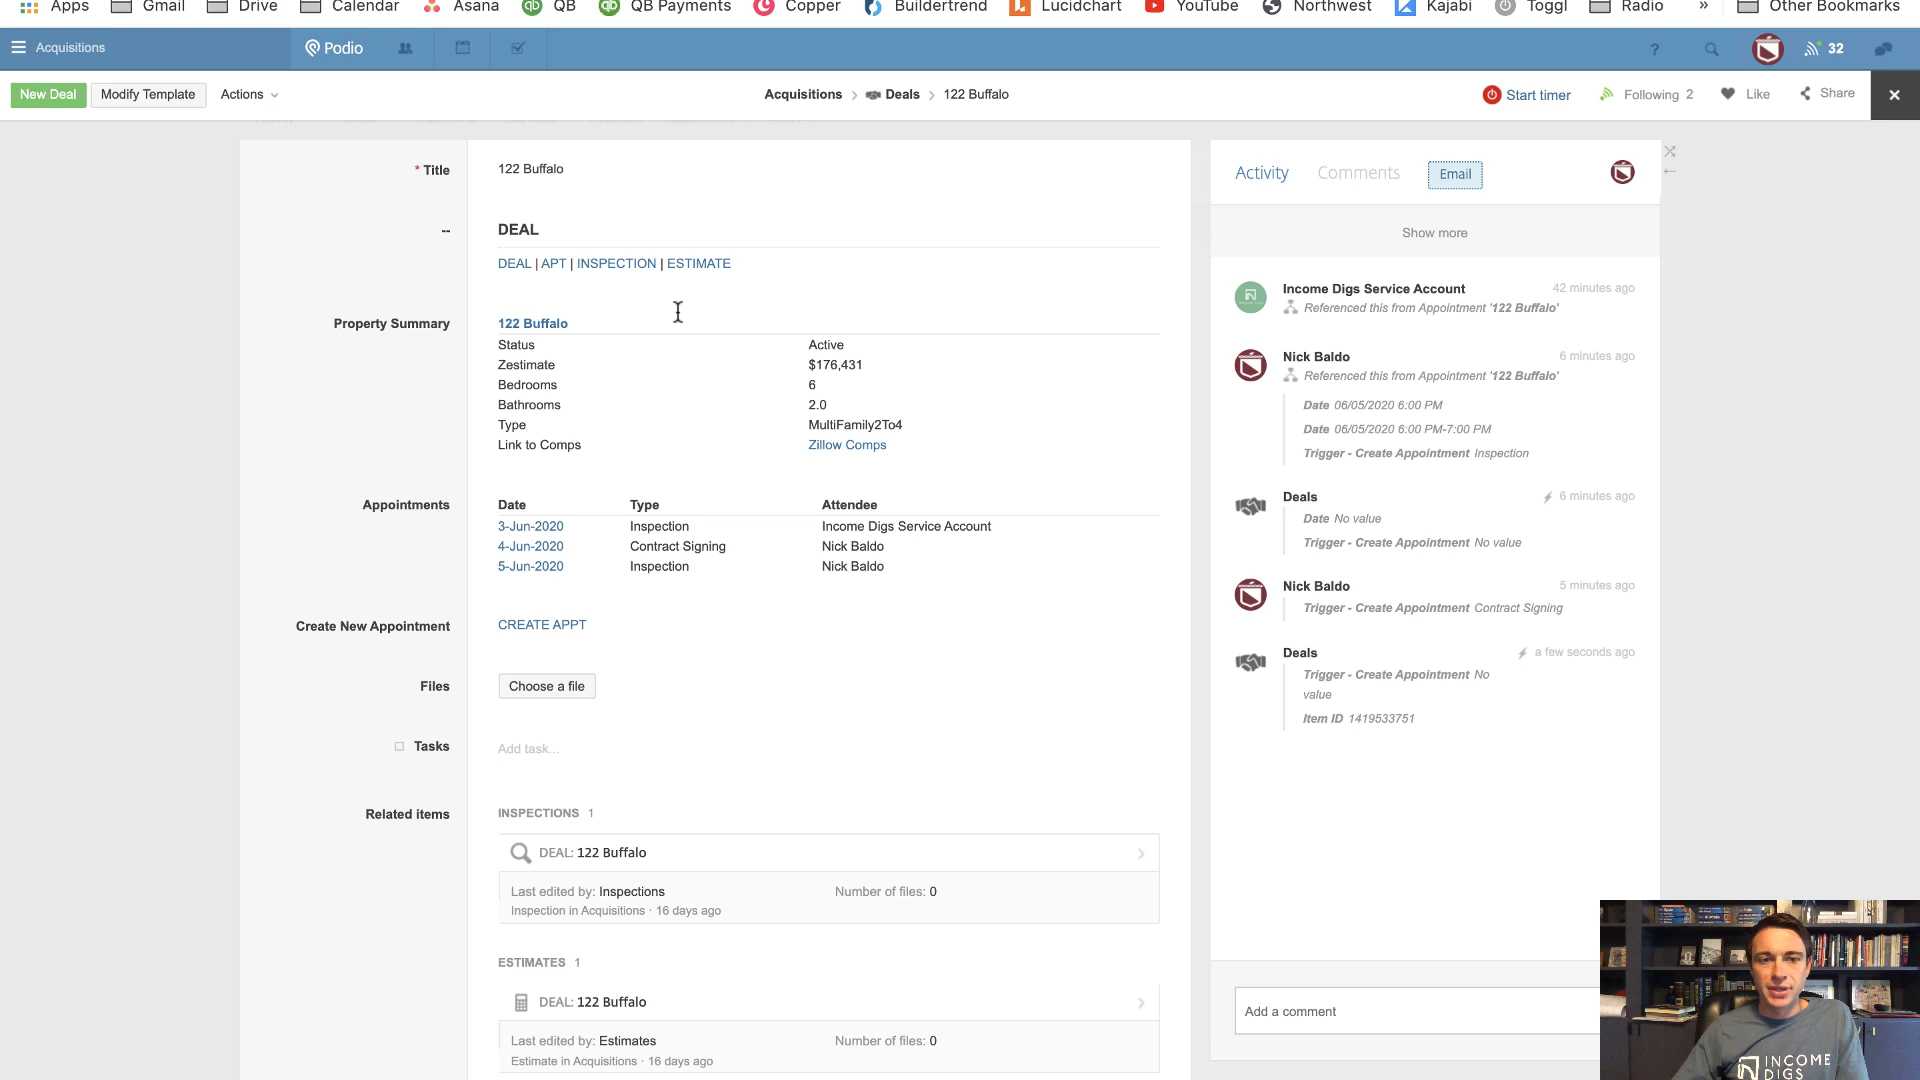 Apps Gmail Drive Calendar Asana QB QB Payments Copper Buildertrend Lucidchart YouTube Northwest Kajabi Toggl Radio » Other Bookmarks
Acquisitions Podio ? 32
New Deal Modify Template Actions Acquisitions Deals 122 Buffalo Start timer Following 2 Like Share
* Title 122 Buffalo
-- DEAL
DEAL | APT | INSPECTION | ESTIMATE
Property Summary 122 Buffalo
Status Active
Zestimate $176,431
Bedrooms 6
Bathrooms 2.0
Type MultiFamily2To4
Link to Comps Zillow Comps
Appointments Date Type Attendee
3-Jun-2020 Inspection Income Digs Service Account
4-Jun-2020 Contract Signing Nick Baldo
5-Jun-2020 Inspection Nick Baldo
Create New Appointment CREATE APPT
Files Choose a file
Tasks Add task...
Related items INSPECTIONS 1
DEAL: 122 Buffalo
Last edited by: Inspections Number of files: 0
Inspection in Acquisitions · 16 days ago
ESTIMATES 1
DEAL: 122 Buffalo
Last edited by: Estimates Number of files: 0
Estimate in Acquisitions · 16 days ago
Activity Comments Email
Show more
Income Digs Service Account 42 minutes ago
Referenced this from Appointment '122 Buffalo'
Nick Baldo 6 minutes ago
Referenced this from Appointment '122 Buffalo'
Date 06/05/2020 6:00 PM
Date 06/05/2020 6:00 PM-7:00 PM
Trigger - Create Appointment Inspection
Deals 6 minutes ago
Date No value
Trigger - Create Appointment No value
Nick Baldo 5 minutes ago
Trigger - Create Appointment Contract Signing
Deals a few seconds ago
Trigger - Create Appointment No
value
Item ID 1419533751
Add a comment
INCOME
DIGS